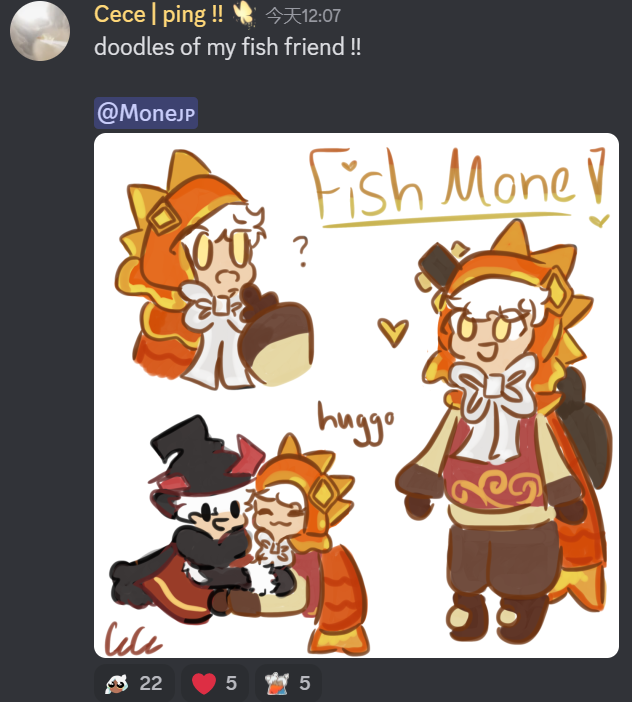 Cece | ping !! 今天12:07
doodles of my fish friend !!
@MoneJP
Fish Mone!
?
huggo
CeCe
22 5 5